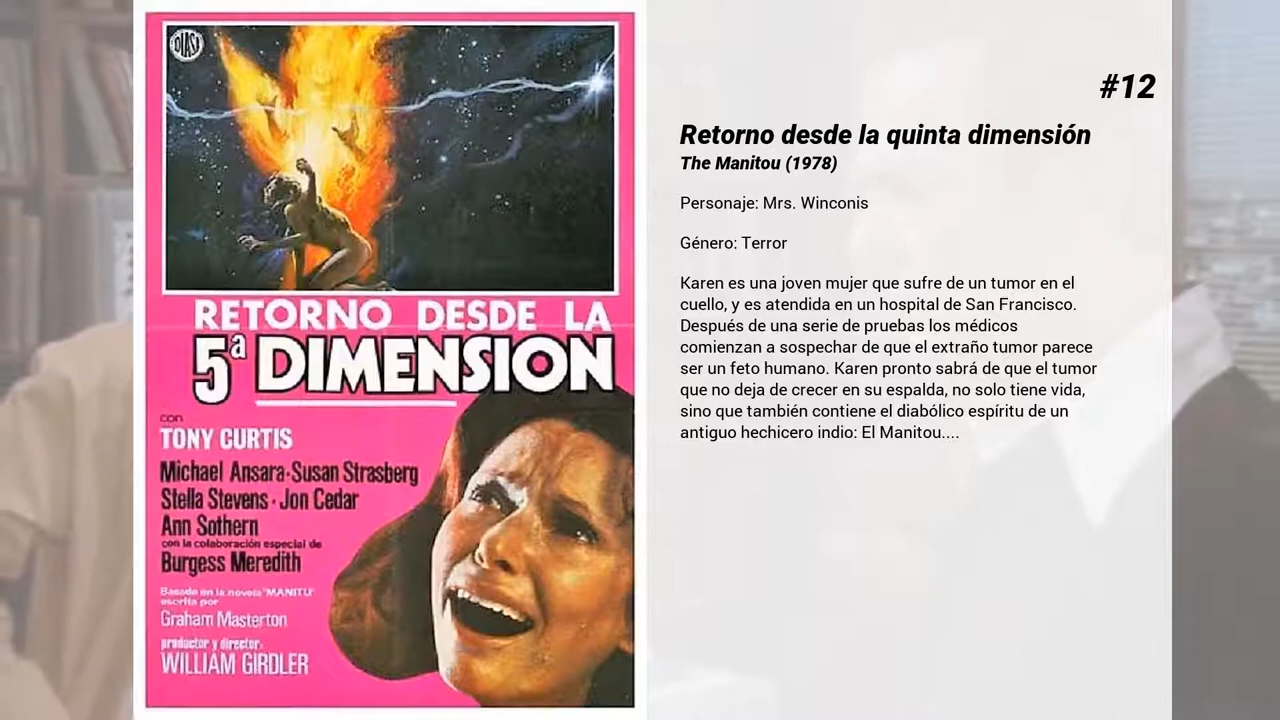 DIASA
RETORNO DESDE LA
5ª DIMENSION
con
TONY CURTIS
Michael Ansara·Susan Strasberg
Stella Stevens · Jon Cedar
Ann Sothern
con la colaboración especial de
Burgess Meredith
Basada en la novela "MANITU"
escrita por
Graham Masterton
productor y director:
WILLIAM GIRDLER
#12
Retorno desde la quinta dimensión
The Manitou (1978)
Personaje: Mrs. Winconis
Género: Terror
Karen es una joven mujer que sufre de un tumor en el
cuello, y es atendida en un hospital de San Francisco.
Después de una serie de pruebas los médicos
comienzan a sospechar de que el extraño tumor parece
ser un feto humano. Karen pronto sabrá de que el tumor
que no deja de crecer en su espalda, no solo tiene vida,
sino que también contiene el diabólico espíritu de un
antiguo hechicero indio: El Manitou....